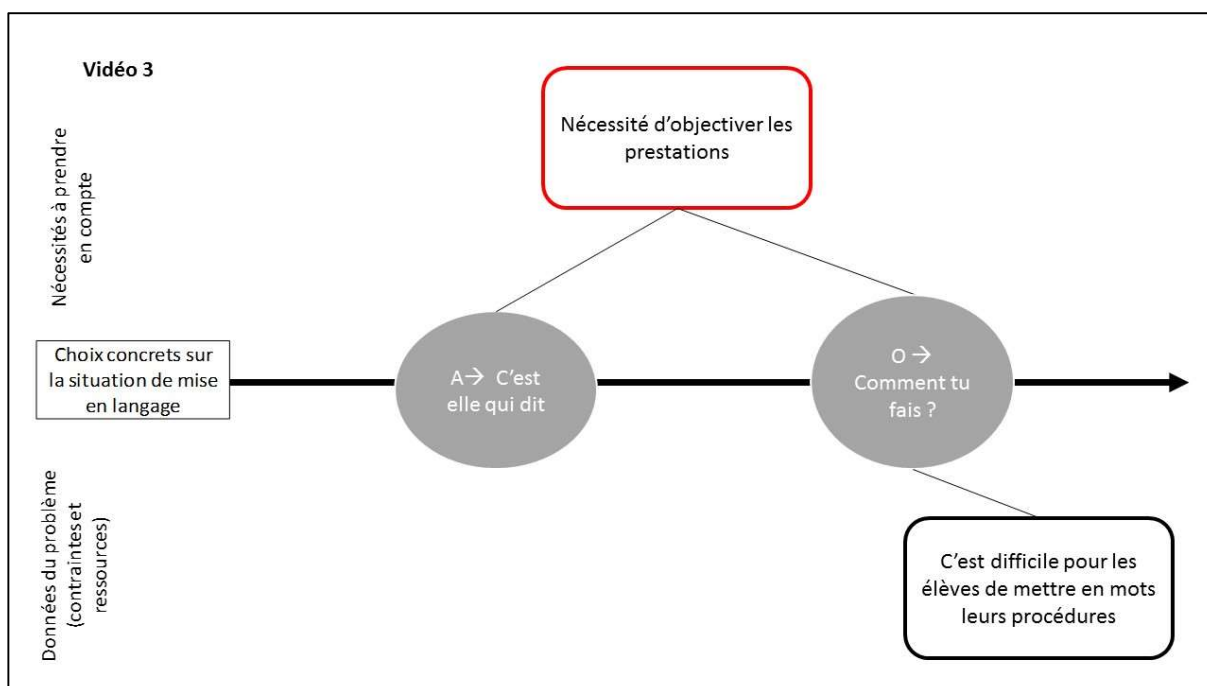 Vidéo 3
Nécessité d'objectiver les
prestations
Nécessités à prendre
en compte
Choix concrets sur
la situation de mise
en langage
A→ C'est
elle qui dit
O →
Comment tu
fais ?
Données du problème
(contrainteset
ressources)
C'est difficile pour les
élèves de mettre en mots
leurs procédures